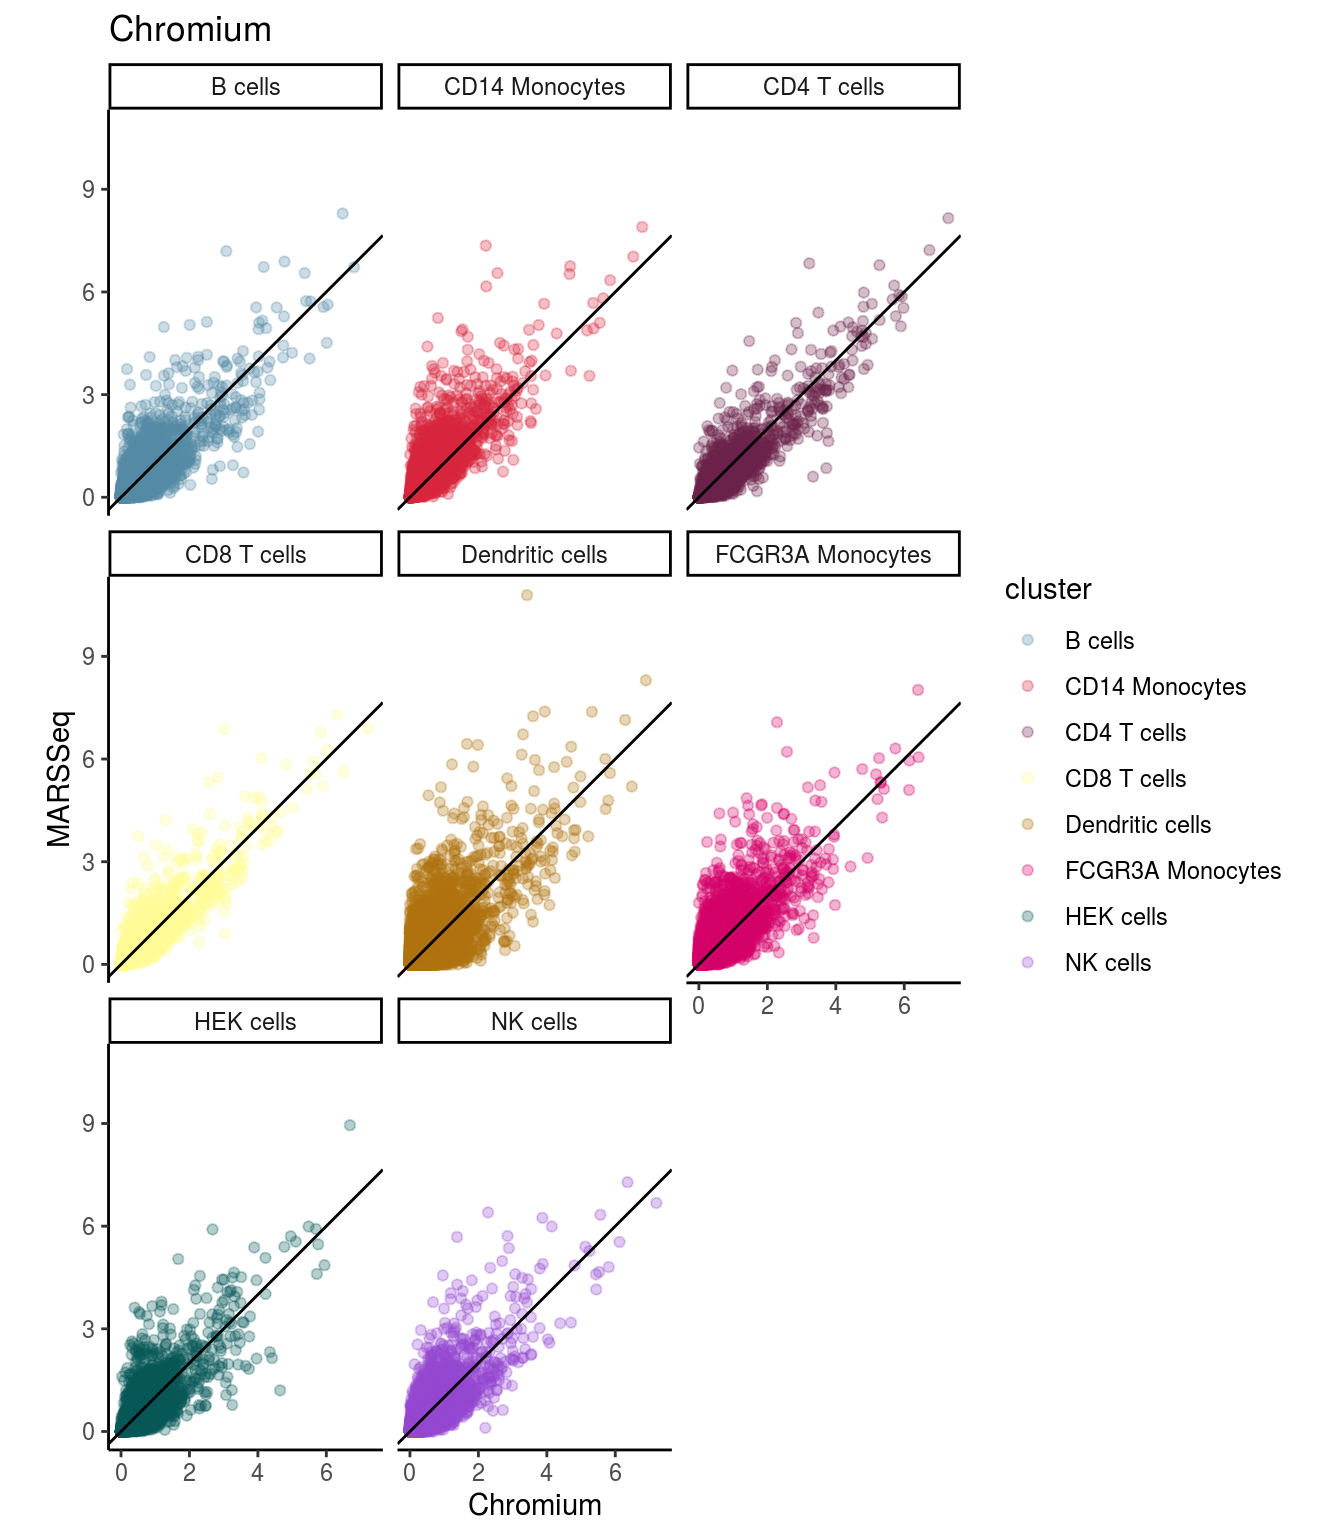 Chromium
B cells
CD14 Monocytes
CD4 T cells
9
6
3
0
CD8 T cells
Dendritic cells
FCGR3A Monocytes
MARSSeq
9
6
3
0
0 2 4 6
HEK cells
NK cells
9
6
3
0
0 2 4 6
0 2 4 6
Chromium
cluster
B cells
CD14 Monocytes
CD4 T cells
CD8 T cells
Dendritic cells
FCGR3A Monocytes
HEK cells
NK cells